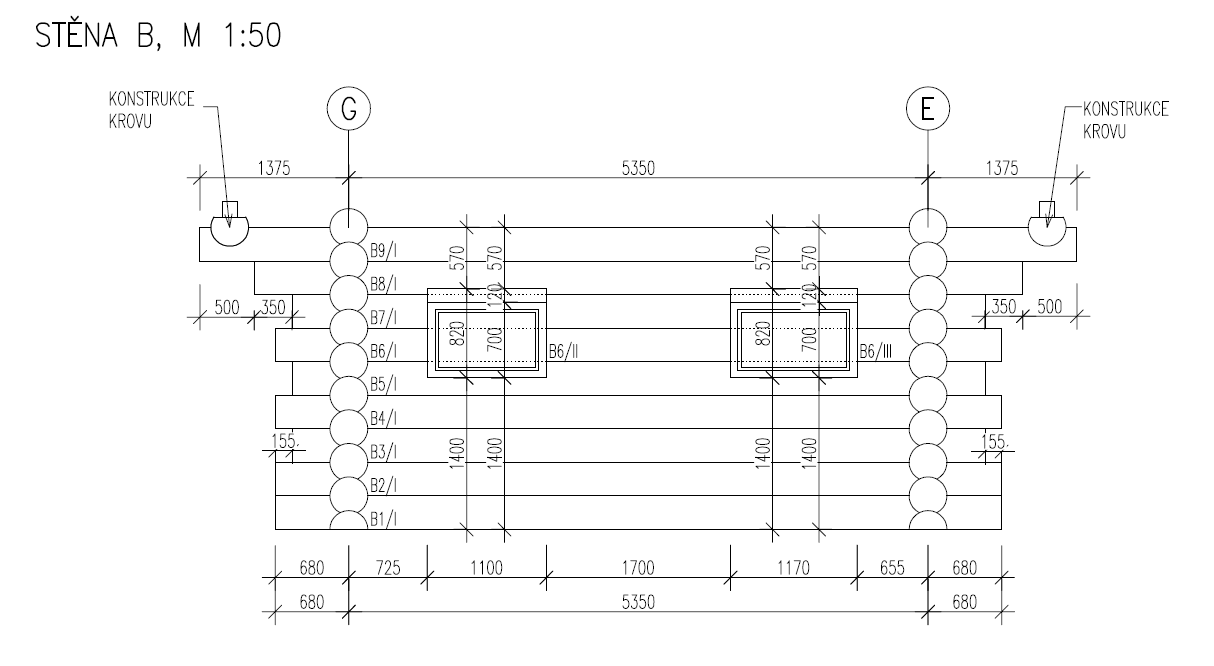 STĚNA B, M 1:50
KONSTRUKCE
KROVU
G
E
KONSTRUKCE
KROVU
1375
5350
1375
B9/I
570
570
570
570
B8/I
500
350
120
120
350
500
B7/I
820
700
820
700
B6/I
B6/II
B6/III
B5/I
B4/I
155
1400
1400
1400
1400
155
B3/I
B2/I
B1/I
680
725
1100
1700
1170
655
680
680
5350
680